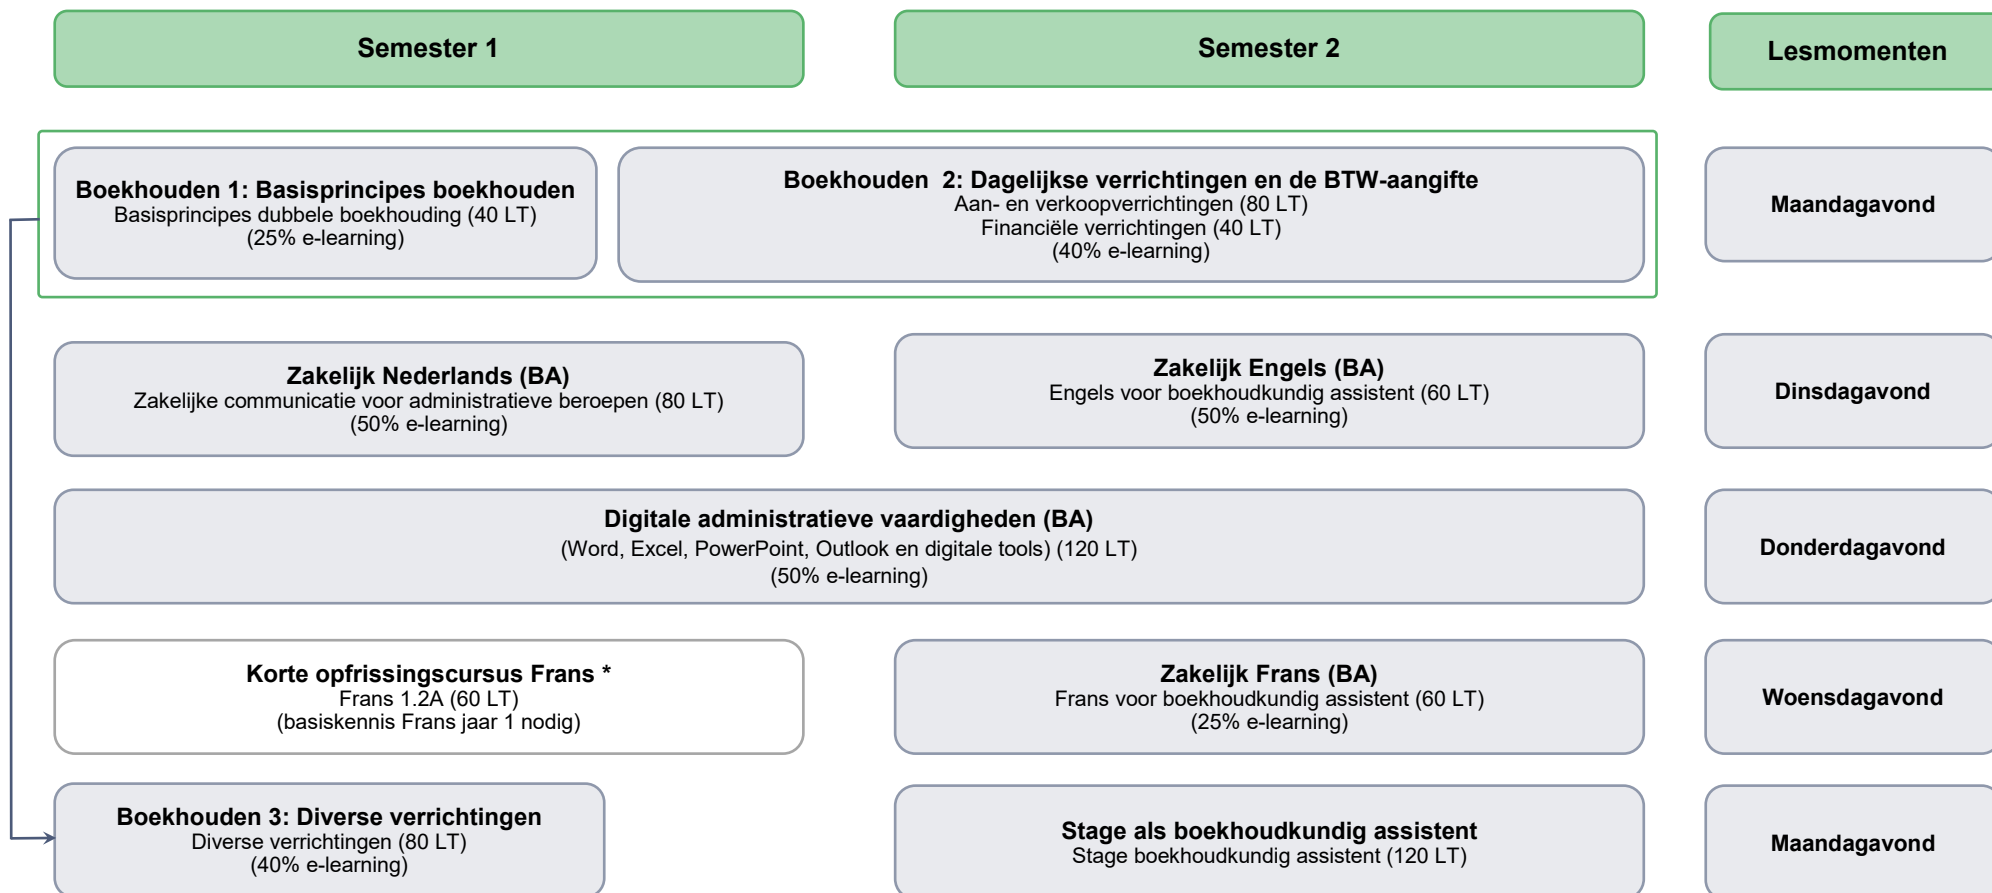 Semester 1
Semester 2
Lesmomenten
Boekhouden 1: Basisprincipes boekhouden
Basisprincipes dubbele boekhouding (40 LT)
(25% e-learning)
Boekhouden  2: Dagelijkse verrichtingen en de BTW-aangifte
Aan- en verkoopverrichtingen (80 LT)
Financiële verrichtingen (40 LT)
(40% e-learning)
Maandagavond
Zakelijk Nederlands (BA)
Zakelijke communicatie voor administratieve beroepen (80 LT)
(50% e-learning)
Zakelijk Engels (BA)
Engels voor boekhoudkundig assistent (60 LT)
(50% e-learning)
Dinsdagavond
Digitale administratieve vaardigheden (BA)
(Word, Excel, PowerPoint, Outlook en digitale tools) (120 LT)
(50% e-learning)
Donderdagavond
Korte opfrissingscursus Frans *
Frans 1.2A (60 LT)
(basiskennis Frans jaar 1 nodig)
Zakelijk Frans (BA)
Frans voor boekhoudkundig assistent (60 LT)
(25% e-learning)
Woensdagavond
Boekhouden 3: Diverse verrichtingen
Diverse verrichtingen (80 LT)
(40% e-learning)
Stage als boekhoudkundig assistent
Stage boekhoudkundig assistent (120 LT)
Maandagavond